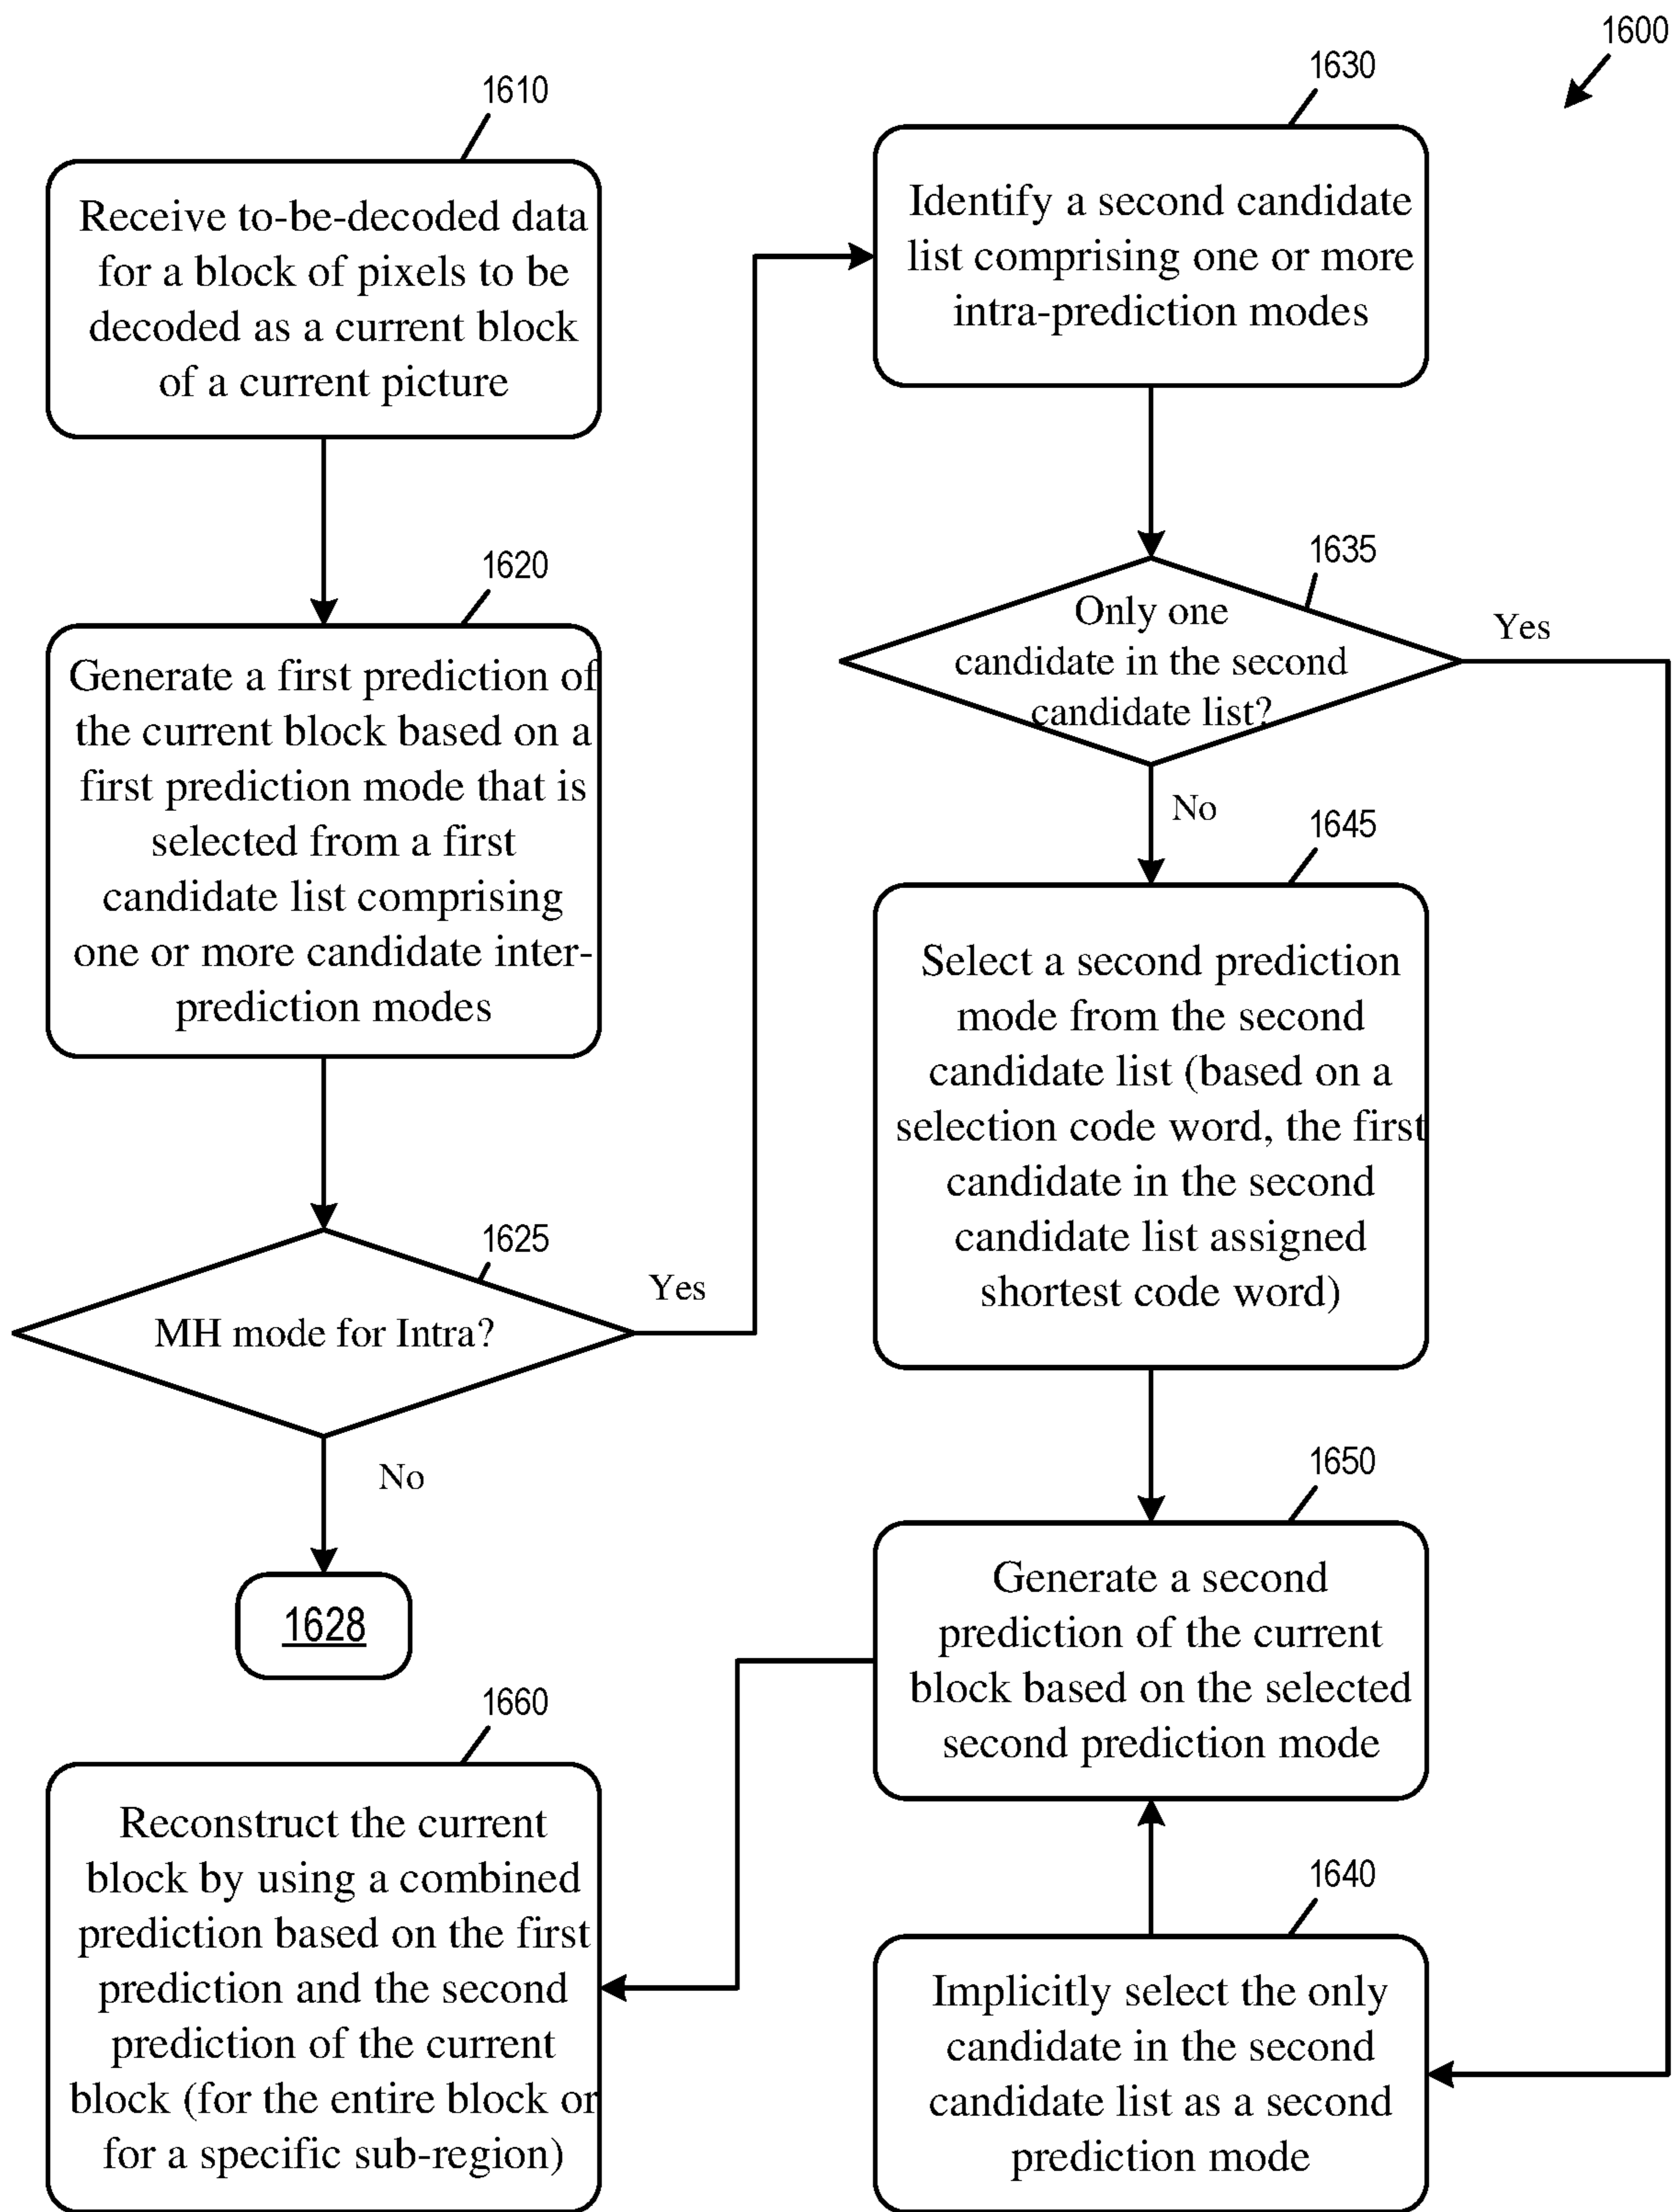 1600
1610
Receive to-be-decoded data
for a block of pixels to be
decoded as a current block
of a current picture
1620
Generate a first prediction of
the current block based on a
first prediction mode that is
selected from a first
candidate list comprising
one or more candidate inter-
prediction modes
1625
MH mode for Intra?
Yes
No
1628
1630
Identify a second candidate
list comprising one or more
intra-prediction modes
1635
Only one
candidate in the second
candidate list?
Yes
No
1645
Select a second prediction
mode from the second
candidate list (based on a
selection code word, the first
candidate in the second
candidate list assigned
shortest code word)
1650
Generate a second
prediction of the current
block based on the selected
second prediction mode
1640
Implicitly select the only
candidate in the second
candidate list as a second
prediction mode
1660
Reconstruct the current
block by using a combined
prediction based on the first
prediction and the second
prediction of the current
block (for the entire block or
for a specific sub-region)